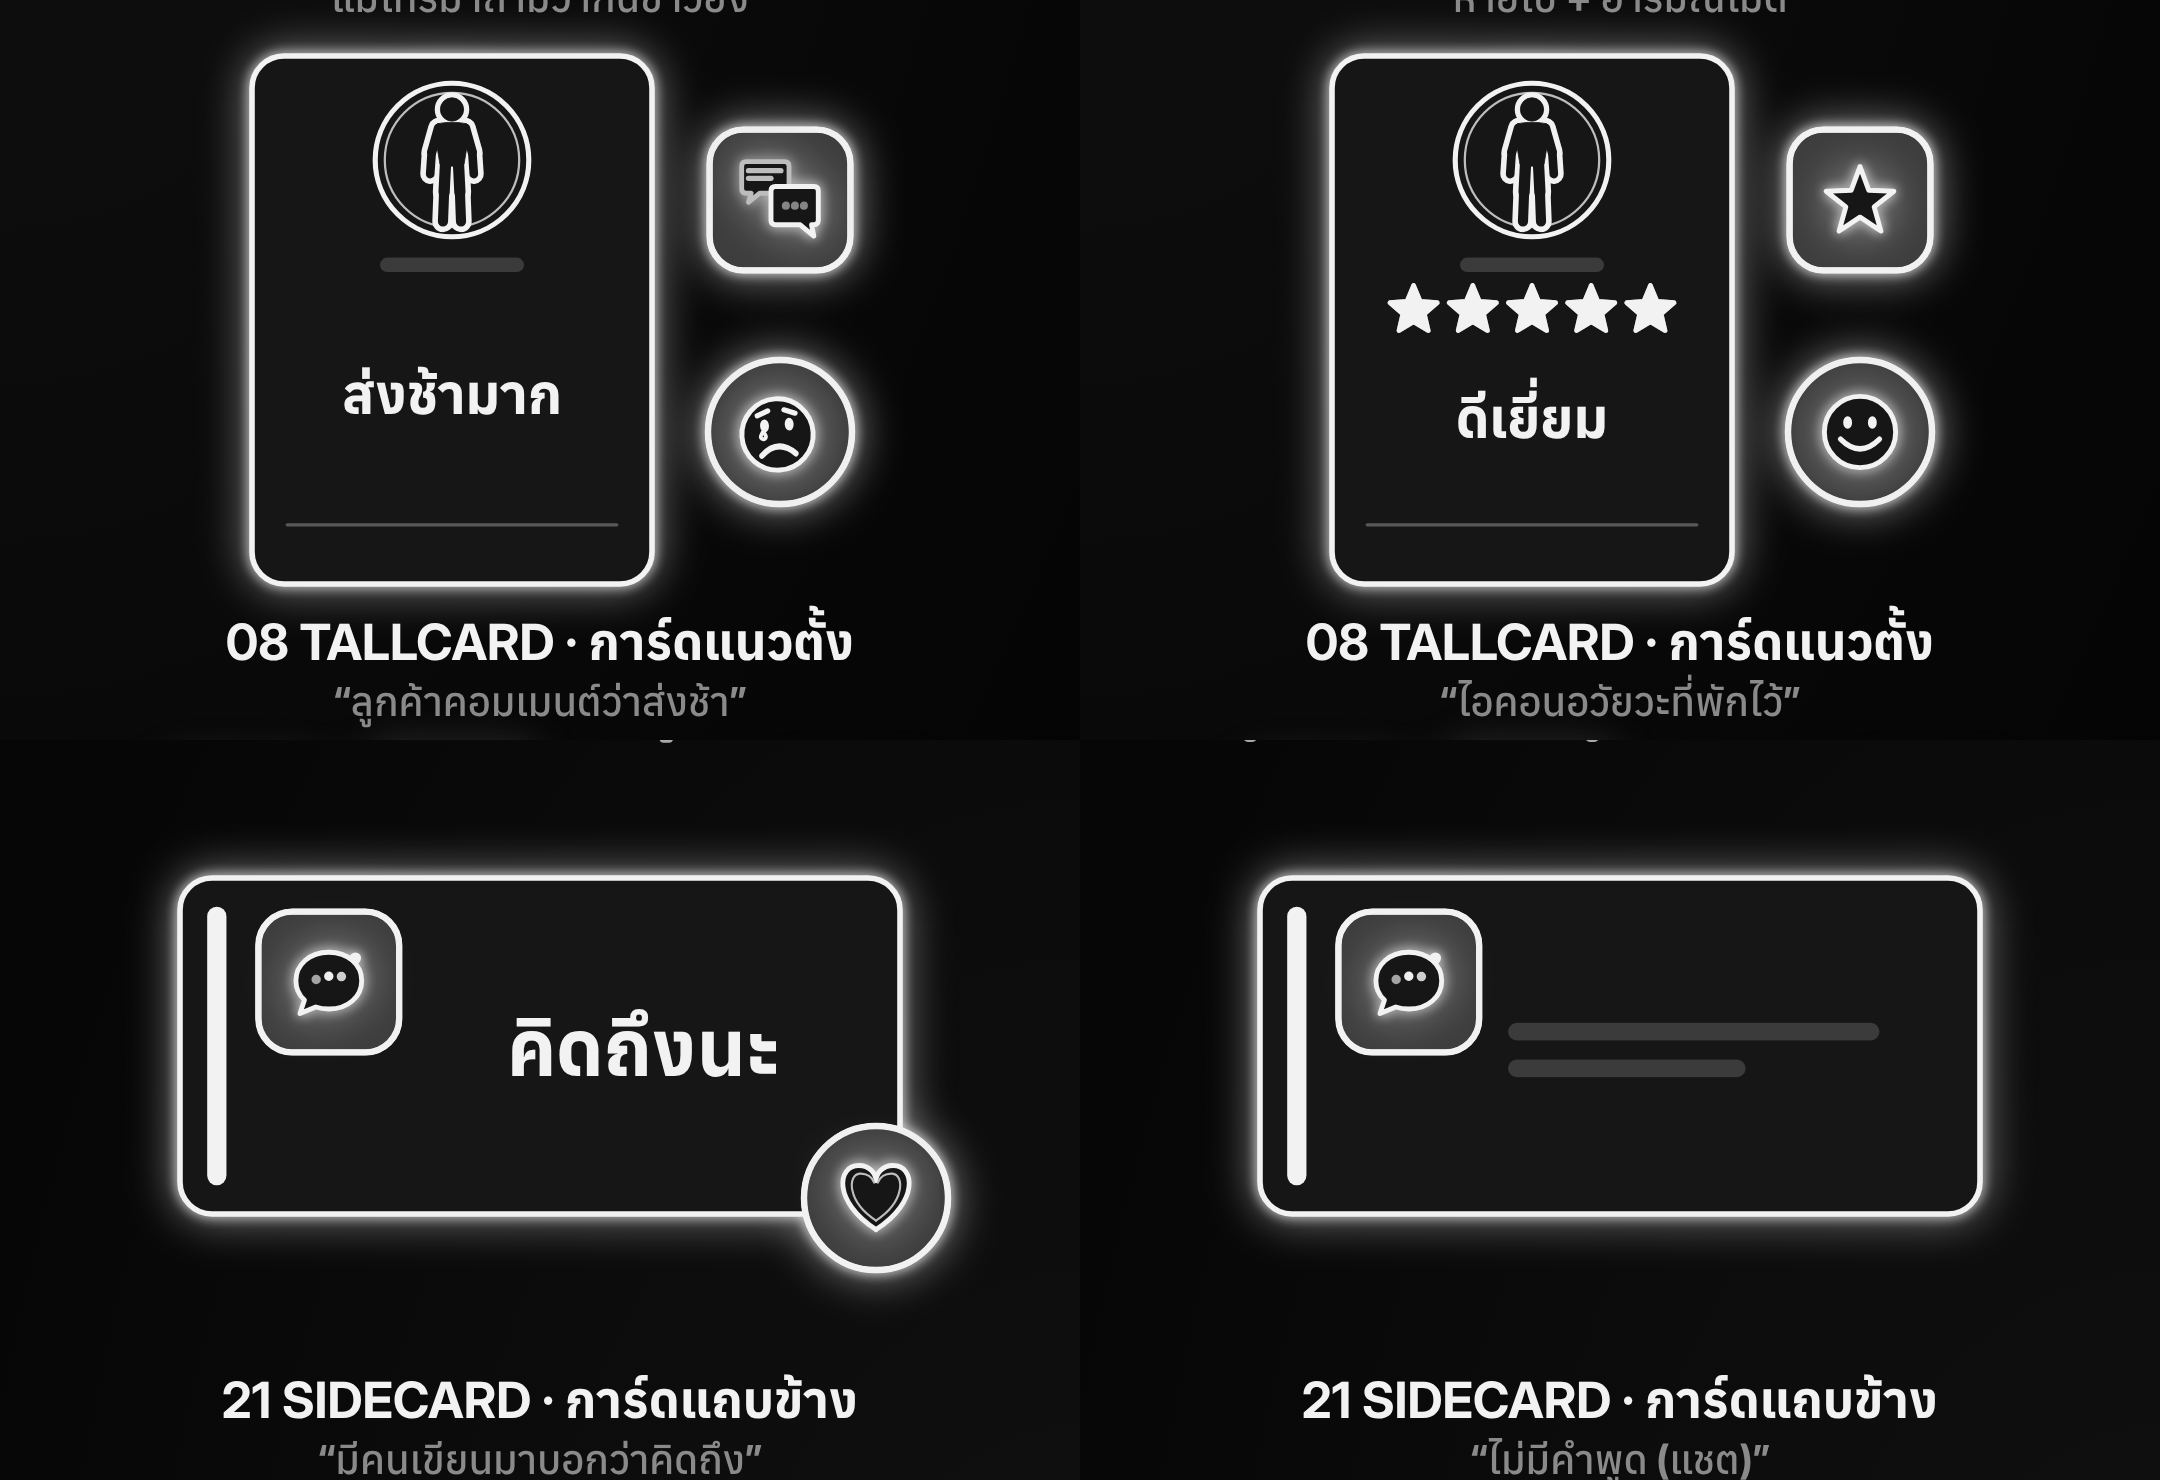 ส่งช้ามาก
ดีเยี่ยม
08 TALLCARD · การ์ดแนวตั้ง
“ลูกค้าคอมเมนต์ว่าส่งช้า”
08 TALLCARD · การ์ดแนวตั้ง
“ไอคอนอวัยวะที่พักไว้”
คิดถึงนะ
21 SIDECARD · การ์ดแถบข้าง
“มีคนเขียนมาบอกว่าคิดถึง”
21 SIDECARD · การ์ดแถบข้าง
“ไม่มีคำพูด (แชต)”